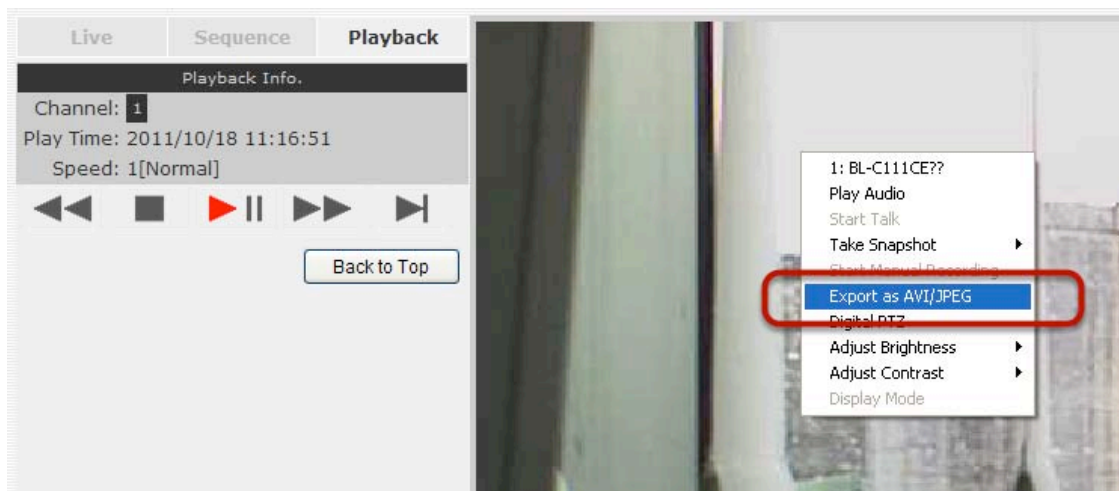 Live Sequence Playback
Playback Info.
Channel: 1
Play Time: 2011/10/18 11:16:51
Speed: 1[Normal]
Back to Top
1: BL-C111CE??
Play Audio
Start Talk
Take Snapshot
Start Manual Recording
Export as AVI/JPEG
Digital PTZ
Adjust Brightness
Adjust Contrast
Display Mode